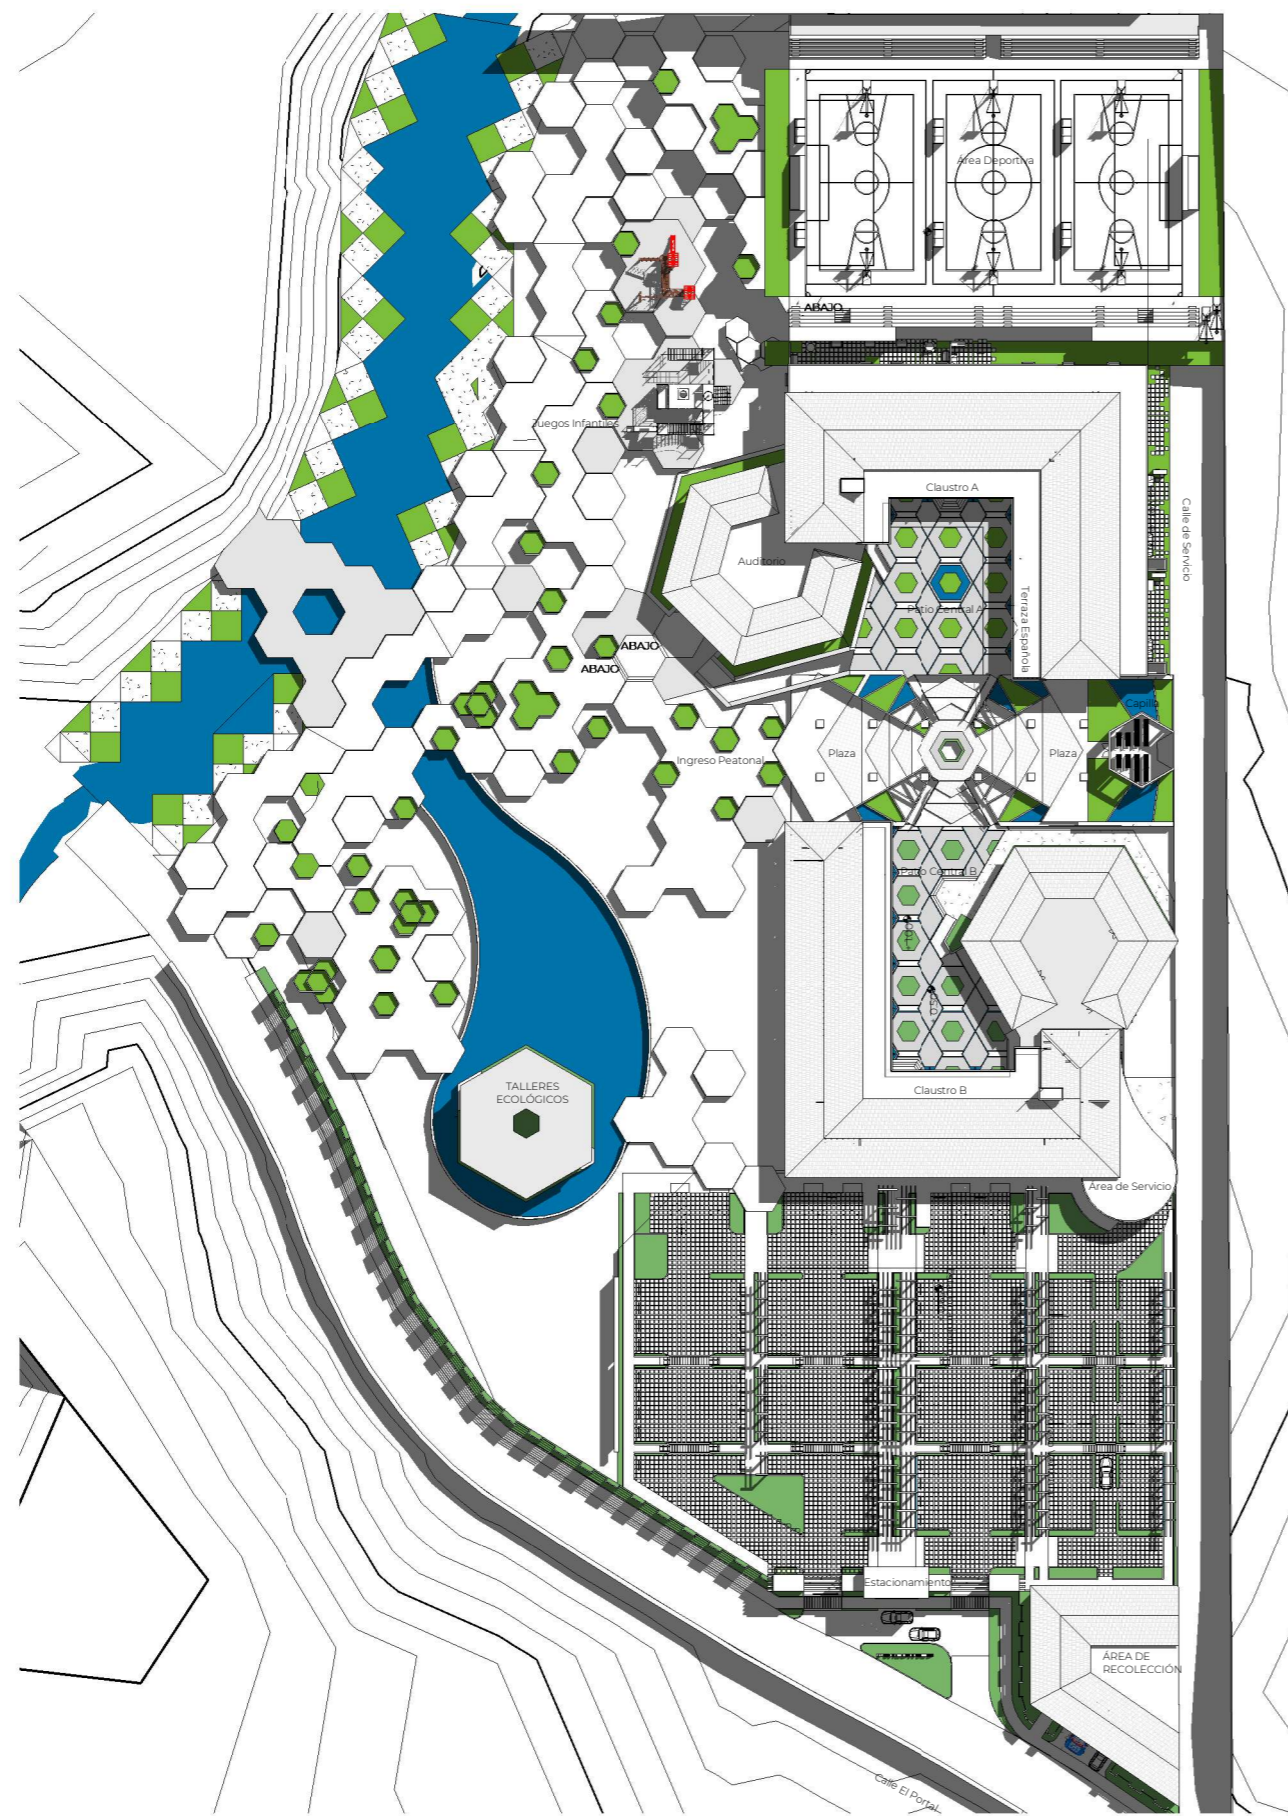 Área Deportiva
ABAJO
Juegos Infantiles
Claustro A
Calle de Servicio
Auditorio
Patio Central A
Terraza Española
ABAJO
ABAJO
Capilla
Plaza
Plaza
Ingreso Peatonal
Patio Central B
TALLERES
ECOLÓGICOS
Claustro B
Área de Servicio
Estacionamiento
ÁREA DE
RECOLECCIÓN
Calle El Portal